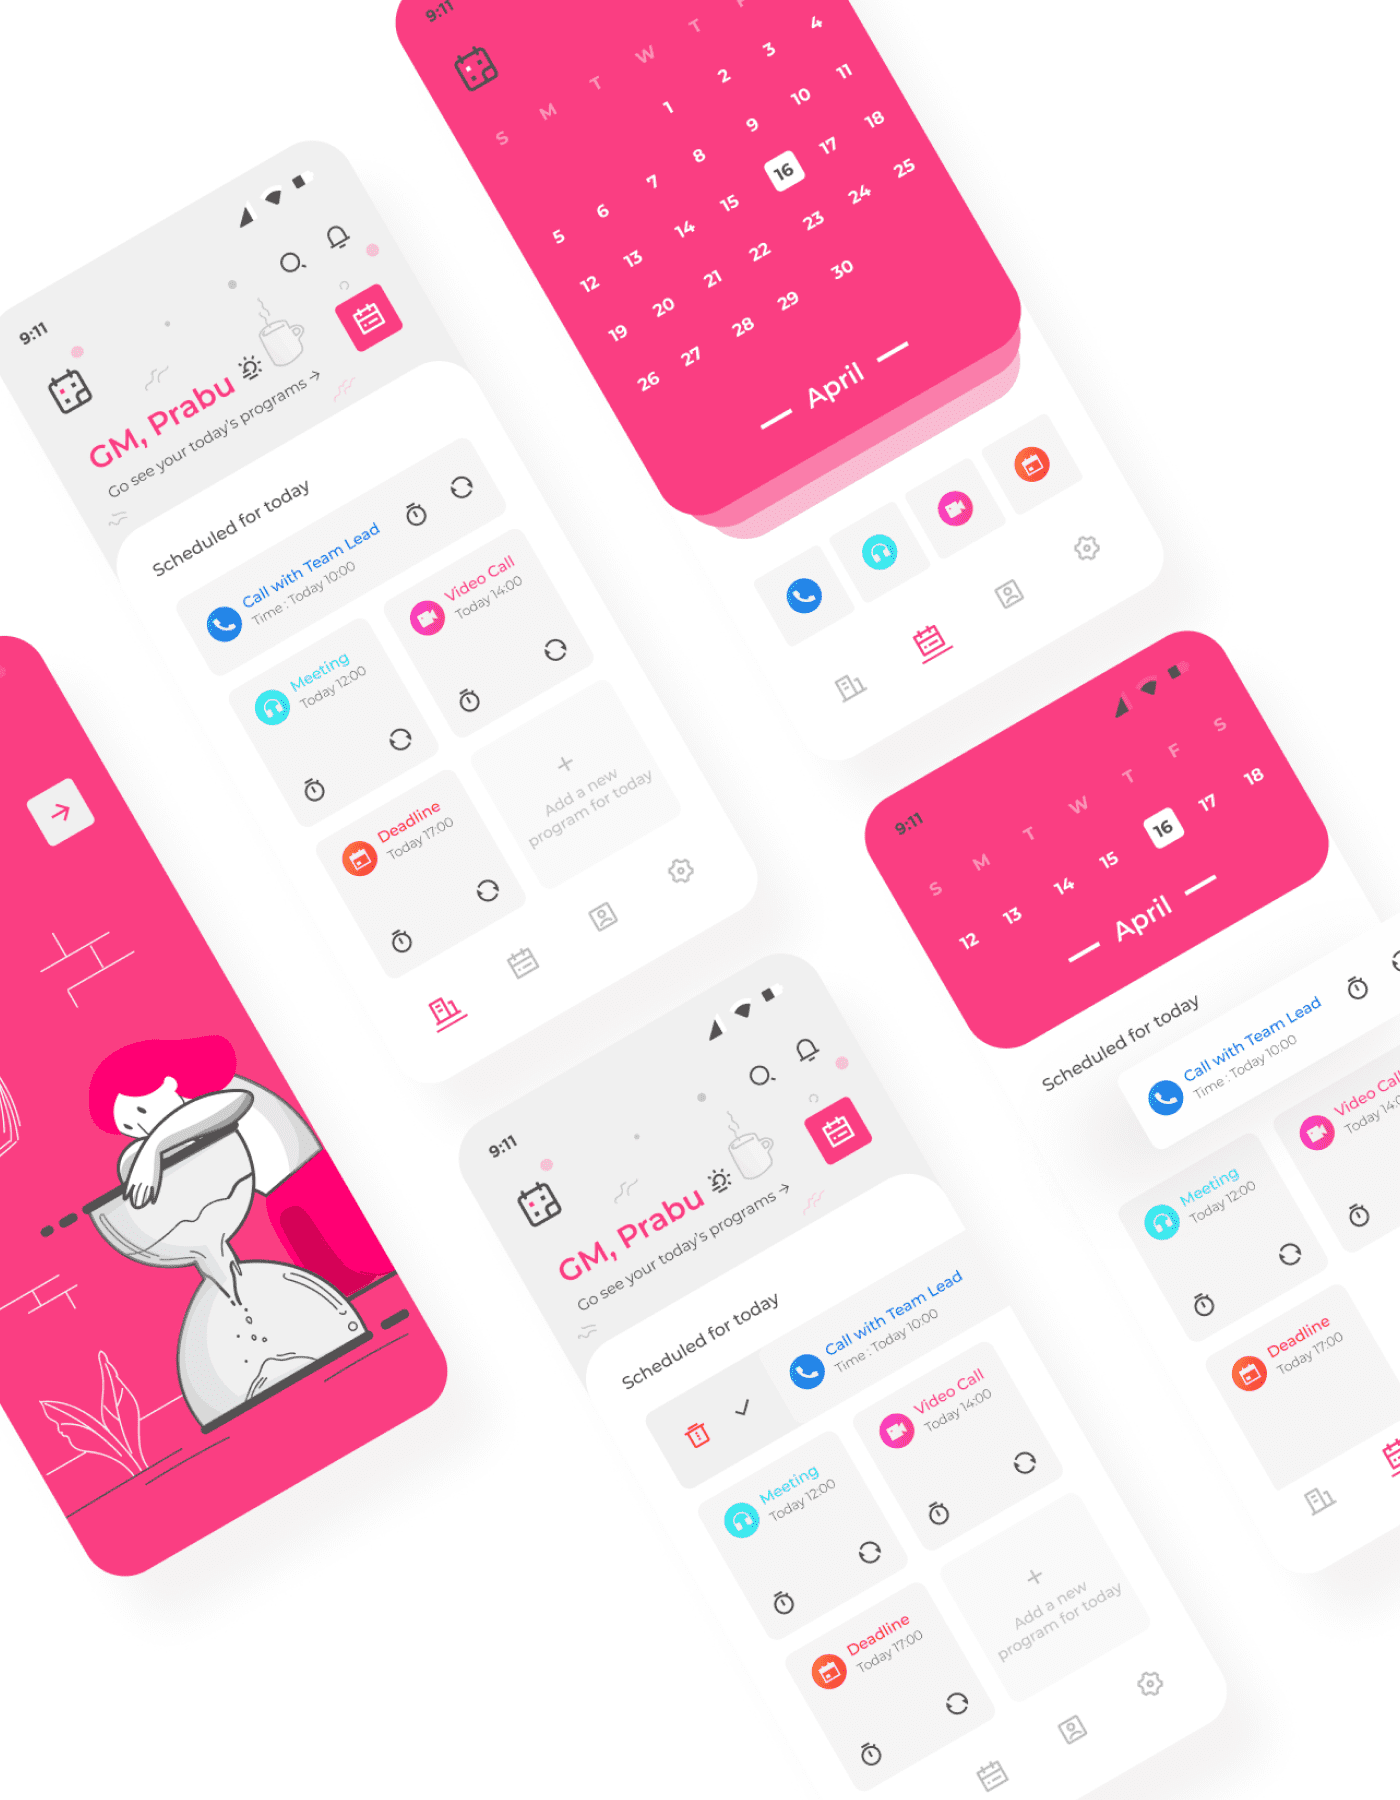 9:11
S M T W T F
1 2 3 4
5 6 7 8 9 10 11
12 13 14 15 16 17 18
19 20 21 22 23 24 25
26 27 28 29 30
April
9:11
GM, Prabu
Go see your today's programs →
Scheduled for today
Call with Team Lead
Time : Today 10:00
Meeting
Today 12:00
Video Call
Today 14:00
Deadline
Today 17:00
+
Add a new
program for today
9:11
S M T W T F S
12 13 14 15 16 17 18
April
Scheduled for today
Call with Team Lead
Time : Today 10:00
Meeting
Today 12:00
Video Call
Today 14:0
Deadline
Today 17:00
9:11
GM, Prabu
Go see your today's programs →
Scheduled for today
Call with Team Lead
Time : Today 10:00
Meeting
Today 12:00
Video Call
Today 14:00
Deadline
Today 17:00
+
Add a new
program for today